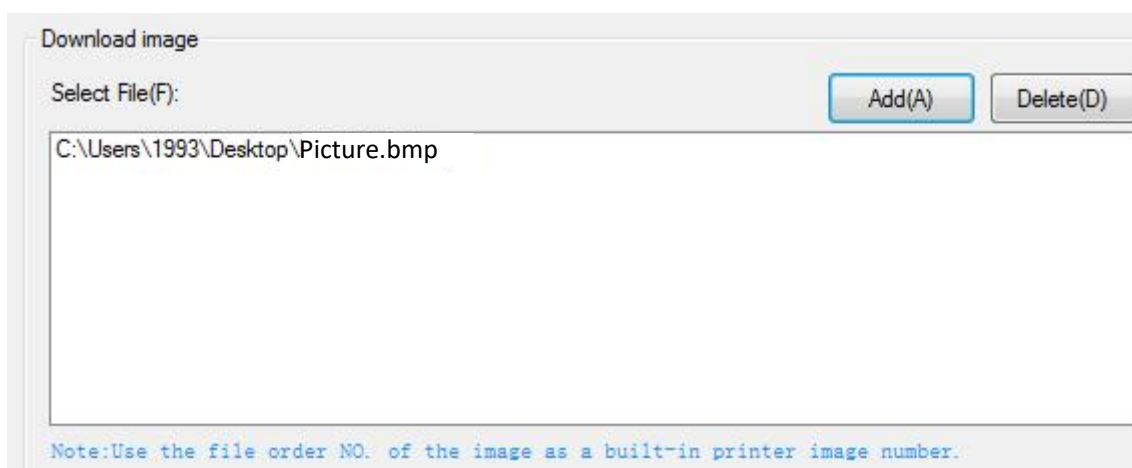 Download image
Select File(F):
Add(A)
Delete(D)
C:\Users\1993\Desktop\Picture.bmp
Note:Use the file order NO. of the image as a built-in printer image number.